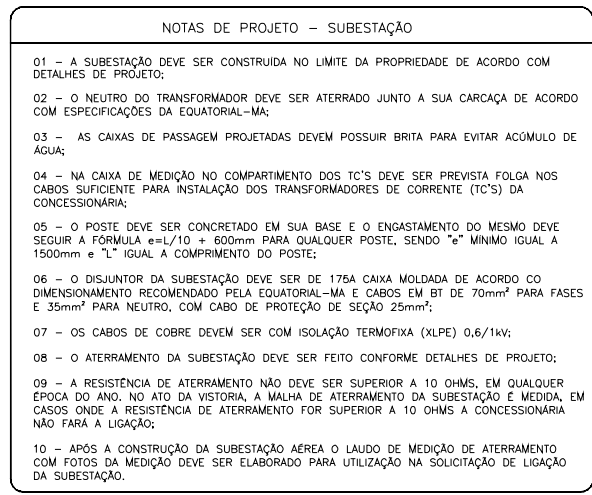 NOTAS DE PROJETO – SUBESTAÇÃO
01 – A SUBESTAÇÃO DEVE SER CONSTRUÍDA NO LIMITE DA PROPRIEDADE DE ACORDO COM
DETALHES DE PROJETO;
02 – O NEUTRO DO TRANSFORMADOR DEVE SER ATERRADO JUNTO A SUA CARCAÇA DE ACORDO
COM ESPECIFICAÇÕES DA EQUATORIAL–MA;
03 – AS CAIXAS DE PASSAGEM PROJETADAS DEVEM POSSUIR BRITA PARA EVITAR ACÚMULO DE
ÁGUA;
04 – NA CAIXA DE MEDIÇÃO NO COMPARTIMENTO DOS TC'S DEVE SER PREVISTA FOLGA NOS
CABOS SUFICIENTE PARA INSTALAÇÃO DOS TRANSFORMADORES DE CORRENTE (TC'S) DA
CONCESSIONÁRIA;
05 – O POSTE DEVE SER CONCRETADO EM SUA BASE E O ENGASTAMENTO DO MESMO DEVE
SEGUIR A FÓRMULA e=L/10 + 600mm PARA QUALQUER POSTE, SENDO "e" MÍNIMO IGUAL A
1500mm e "L" IGUAL A COMPRIMENTO DO POSTE;
06 – O DISJUNTOR DA SUBESTAÇÃO DEVE SER DE 175A CAIXA MOLDADA DE ACORDO CO
DIMENSIONAMENTO RECOMENDADO PELA EQUATORIAL–MA E CABOS EM BT DE 70mm² PARA FASES
E 35mm² PARA NEUTRO, COM CABO DE PROTEÇÃO DE SEÇÃO 25mm²;
07 – OS CABOS DE COBRE DEVEM SER COM ISOLAÇÃO TERMOFIXA (XLPE) 0,6/1kV;
08 – O ATERRAMENTO DA SUBESTAÇÃO DEVE SER FEITO CONFORME DETALHES DE PROJETO;
09 – A RESISTÊNCIA DE ATERRAMENTO NÃO DEVE SER SUPERIOR A 10 OHMS, EM QUALQUER
ÉPOCA DO ANO. NO ATO DA VISTORIA, A MALHA DE ATERRAMENTO DA SUBESTAÇÃO É MEDIDA, EM
CASOS ONDE A RESISTÊNCIA DE ATERRAMENTO FOR SUPERIOR A 10 OHMS A CONCESSIONÁRIA
NÃO FARÁ A LIGAÇÃO;
10 – APÓS A CONSTRUÇÃO DA SUBESTAÇÃO AÉREA O LAUDO DE MEDIÇÃO DE ATERRAMENTO
COM FOTOS DA MEDIÇÃO DEVE SER ELABORADO PARA UTILIZAÇÃO NA SOLICITAÇÃO DE LIGAÇÃO
DA SUBESTAÇÃO.